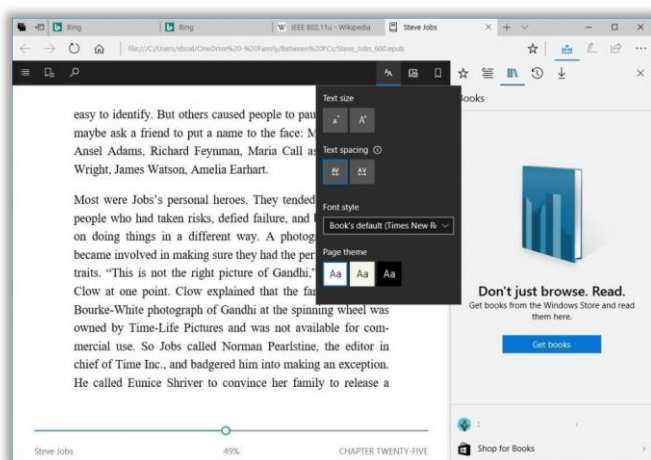 Bing
Bing
W IEEE 802.11u - Wikipedia
Steve Jobs
file:///C:/Users/nboxl/OneDrive%20-%20Family/Between%20PCs/Steve_Jobs_600.epub
easy to identify. But others caused people to pau
maybe ask a friend to put a name to the face: M
Ansel Adams, Richard Feynman, Maria Call as
Wright, James Watson, Amelia Earhart.
Most were Jobs's personal heroes. They tended
people who had taken risks, defied failure, and b
on doing things in a different way. A photog
became involved in making sure they had the per
traits. “This is not the right picture of Gandhi,”
Clow at one point. Clow explained that the fa
Bourke-White photograph of Gandhi at the spinning wheel was
owned by Time-Life Pictures and was not available for com-
mercial use. So Jobs called Norman Pearlstine, the editor in
chief of Time Inc., and badgered him into making an exception.
He called Eunice Shriver to convince her family to release a
Steve Jobs
49%
CHAPTER TWENTY-FIVE
Text size
A
A
Text spacing
AV
AV
Font style
Book's default (Times New R
Page theme
Aa
Aa
Aa
ooks
Don't just browse. Read.
Get books from the Windows Store and read
them here.
Get books
Shop for Books